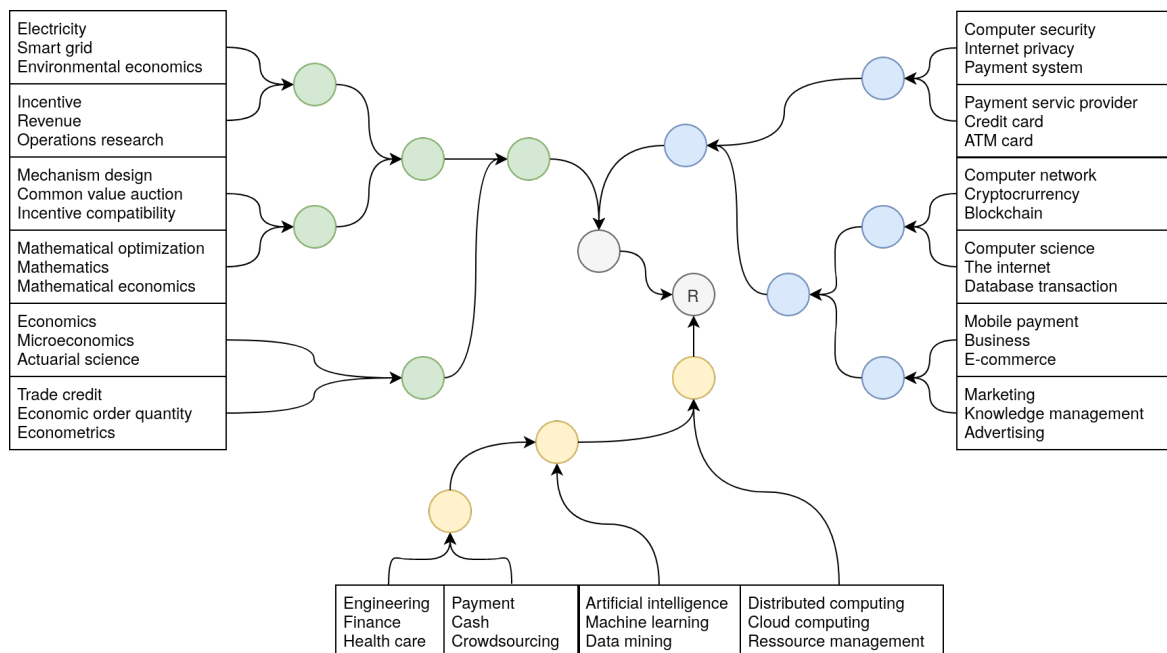 Electricity
Smart grid
Environmental economics
Incentive
Revenue
Operations research
Mechanism design
Common value auction
Incentive compatibility
Mathematical optimization
Mathematics
Mathematical economics
Economics
Microeconomics
Actuarial science
Trade credit
Economic order quantity
Econometrics
R
Computer security
Internet privacy
Payment system
Payment servic provider
Credit card
ATM card
Computer network
Cryptocurrency
Blockchain
Computer science
The internet
Database transaction
Mobile payment
Business
E-commerce
Marketing
Knowledge management
Advertising
Engineering
Finance
Health care
Payment
Cash
Crowdsourcing
Artificial intelligence
Machine learning
Data mining
Distributed computing
Cloud computing
Ressource management